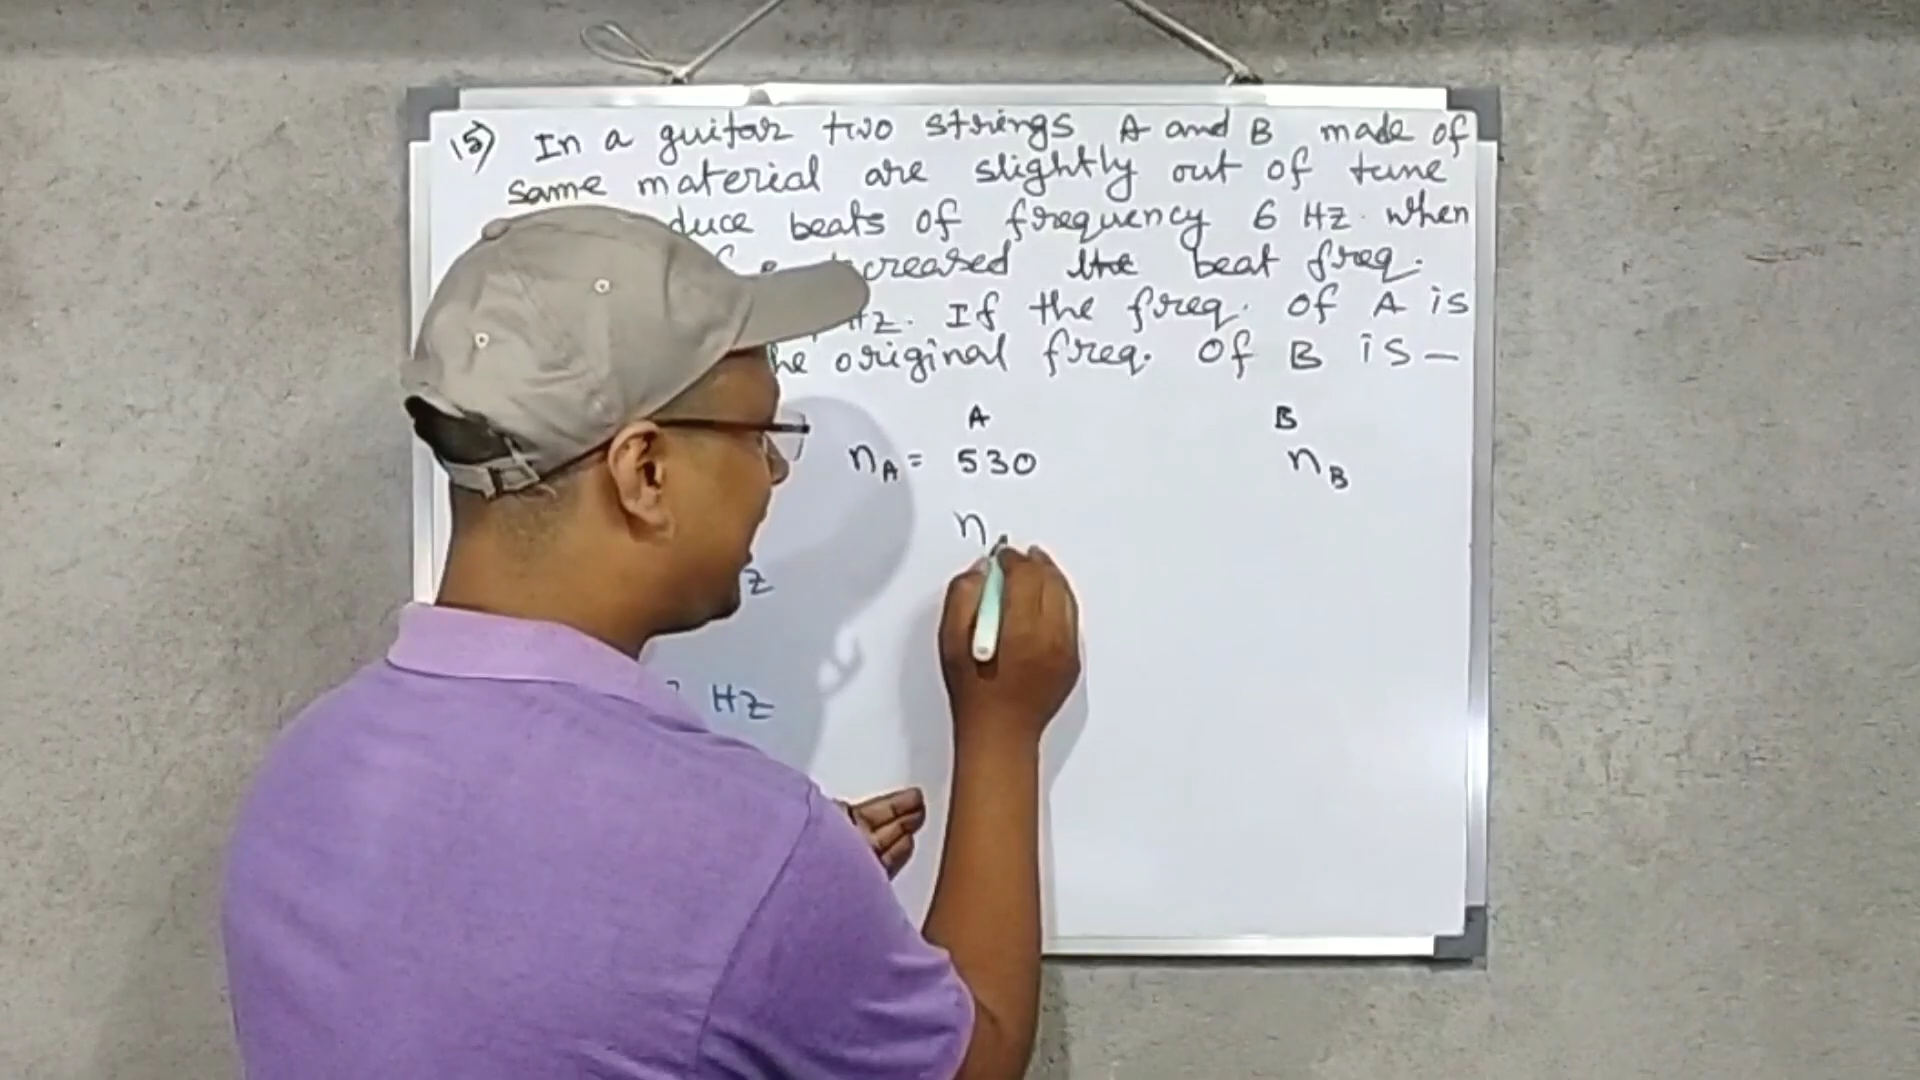 15) In a guitar two strings A and B made of
same material are slightly out of tune
duce beats of frequency 6 Hz. When
creased the beat freq.
Hz. If the freq. of A is
he original freq. of B is —
A B
nA = 530 nB
n
z
Hz